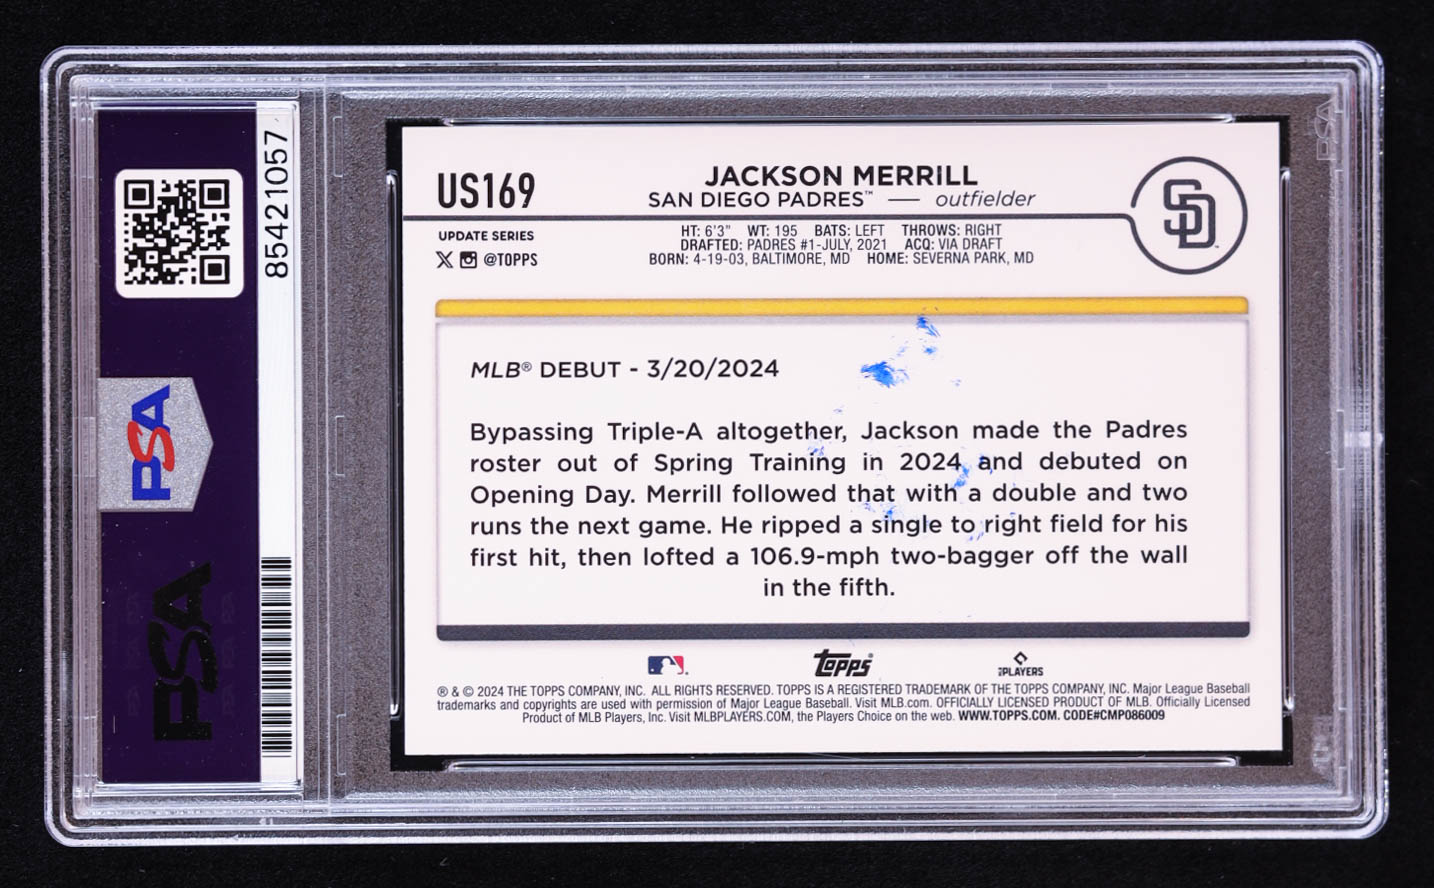 85421057
PSA
PSA
US169
JACKSON MERRILL
SAN DIEGO PADRES™ — outfielder
SD
UPDATE SERIES
@TOPPS
HT: 6'3" WT: 195 BATS: LEFT THROWS: RIGHT
DRAFTED: PADRES #1-JULY, 2021 ACQ: VIA DRAFT
BORN: 4-19-03, BALTIMORE, MD HOME: SEVERNA PARK, MD
MLB® DEBUT - 3/20/2024
Bypassing Triple-A altogether, Jackson made the Padres
roster out of Spring Training in 2024 and debuted on
Opening Day. Merrill followed that with a double and two
runs the next game. He ripped a single to right field for his
first hit, then lofted a 106.9-mph two-bagger off the wall
in the fifth.
Topps
PLAYERS
® & © 2024 THE TOPPS COMPANY, INC. ALL RIGHTS RESERVED. TOPPS IS A REGISTERED TRADEMARK OF THE TOPPS COMPANY, INC. Major League Baseball
trademarks and copyrights are used with permission of Major League Baseball. Visit MLB.com. OFFICIALLY LICENSED PRODUCT OF MLB. Officially Licensed
Product of MLB Players, Inc. Visit MLBPLAYERS.COM, the Players Choice on the web. WWW.TOPPS.COM. CODE#CMP086009